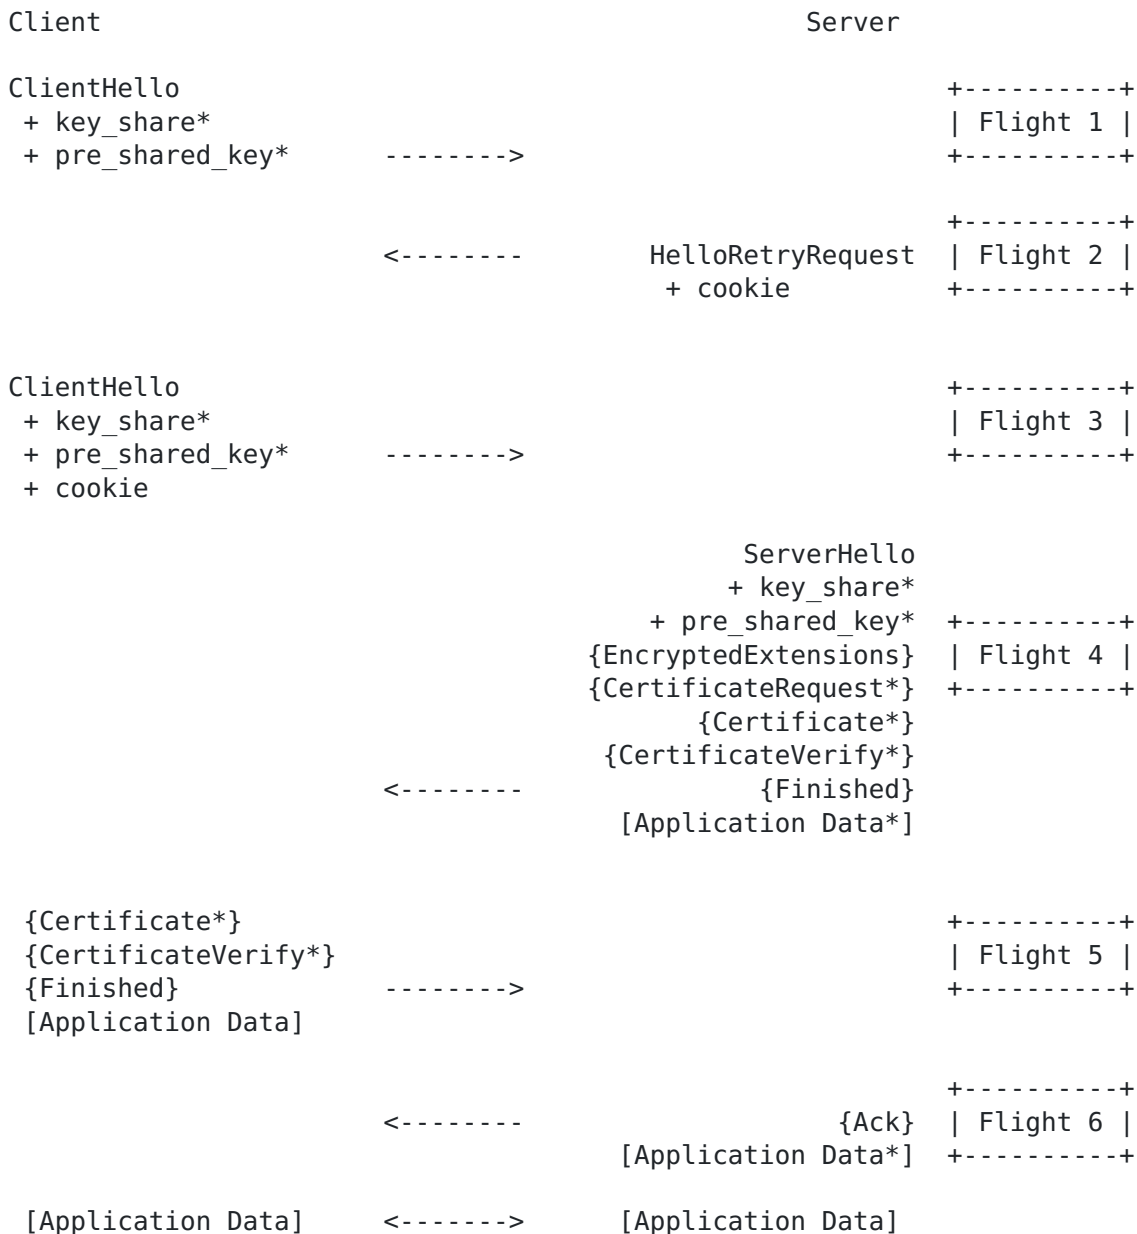 Client                                             Server

ClientHello                                                 +----------+
 + key_share*                                               | Flight 1 |
 + pre_shared_key*      -------->                           +----------+

                                                            +----------+
                        <--------        HelloRetryRequest  | Flight 2 |
                                          + cookie          +----------+


ClientHello                                                 +----------+
 + key_share*                                               | Flight 3 |
 + pre_shared_key*      -------->                           +----------+
 + cookie

                                               ServerHello
                                              + key_share*
                                         + pre_shared_key*  +----------+
                                     {EncryptedExtensions}  | Flight 4 |
                                     {CertificateRequest*}  +----------+
                                            {Certificate*}
                                      {CertificateVerify*}
                        <--------               {Finished}
                                       [Application Data*]


 {Certificate*}                                             +----------+
 {CertificateVerify*}                                       | Flight 5 |
 {Finished}             -------->                           +----------+
 [Application Data]

                                                            +----------+
                        <--------                    {Ack}  | Flight 6 |
                                       [Application Data*]  +----------+

 [Application Data]     <------->      [Application Data]